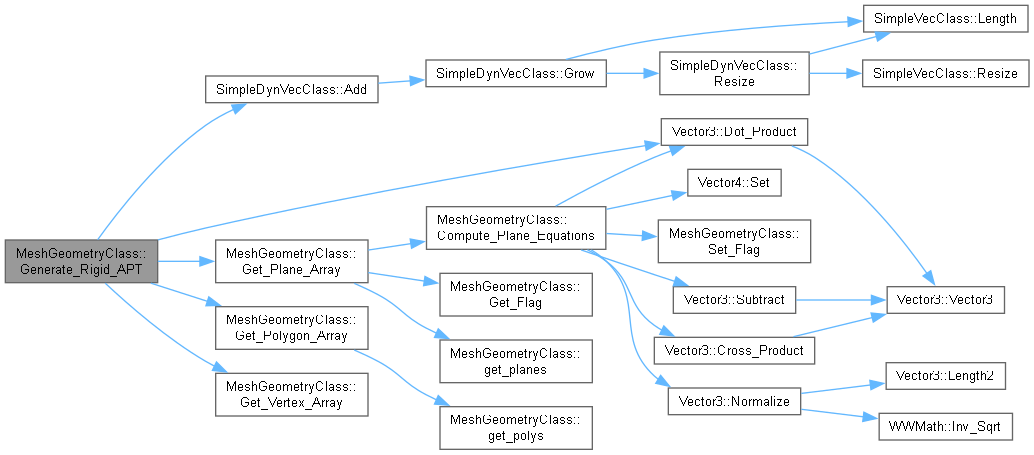 MeshGeometryClass::
Generate_Rigid_APT
SimpleDynVecClass::Add
SimpleDynVecClass::Grow
SimpleDynVecClass::
Resize
SimpleVecClass::Length
SimpleVecClass::Resize
Vector3::Dot_Product
MeshGeometryClass::
Get_Plane_Array
MeshGeometryClass::
Compute_Plane_Equations
Vector4::Set
MeshGeometryClass::
Set_Flag
Vector3::Subtract
Vector3::Vector3
Vector3::Cross_Product
Vector3::Normalize
Vector3::Length2
WWMath::Inv_Sqrt
MeshGeometryClass::
Get_Flag
MeshGeometryClass::
get_planes
MeshGeometryClass::
Get_Polygon_Array
MeshGeometryClass::
get_polys
MeshGeometryClass::
Get_Vertex_Array